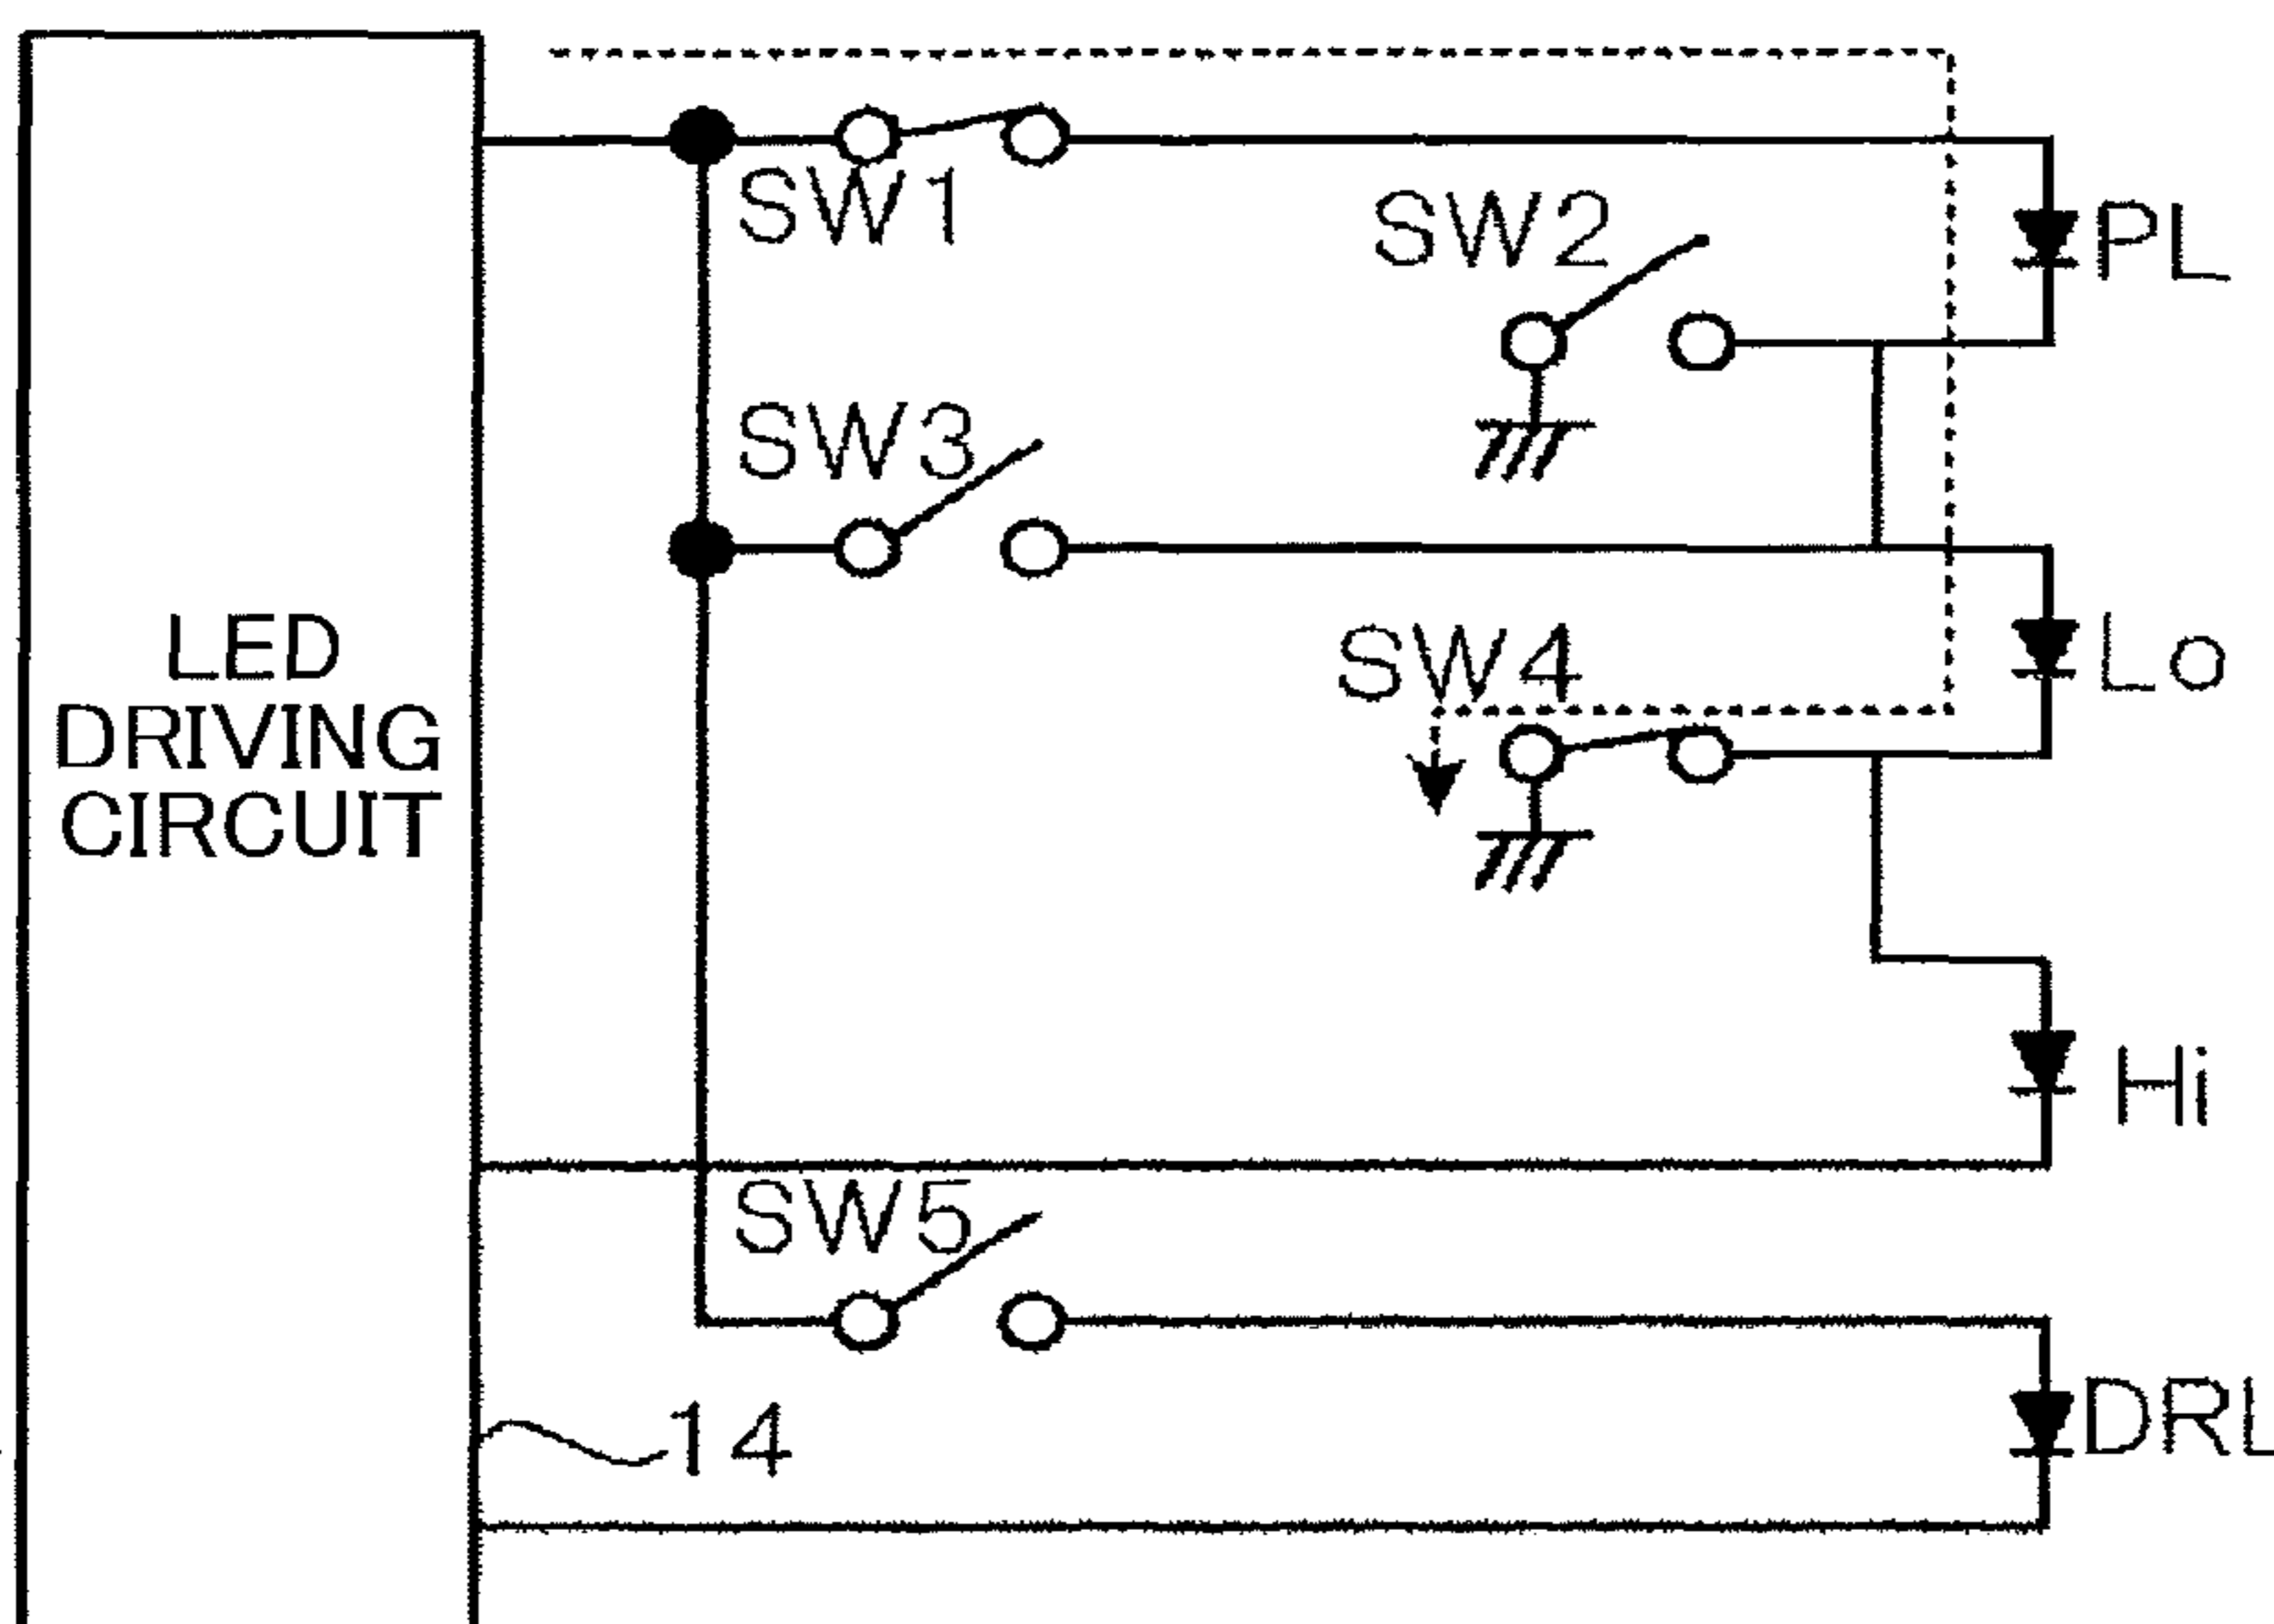 SW1
SW2
PL
SW3
LED
DRIVING
CIRCUIT
SW4
Lo
Hi
SW5
14
DRL